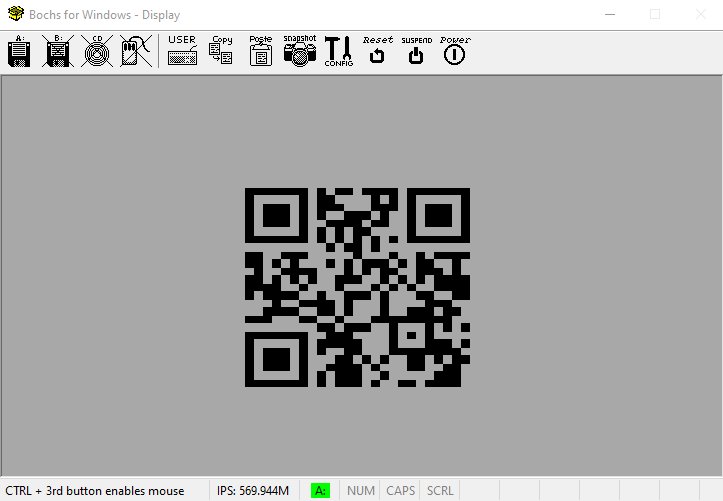 Bochs for Windows - Display
A: B: CD USER Copy Paste snapshot CONFIG Reset SUSPEND Power
CTRL + 3rd button enables mouse IPS: 569.944M A: NUM CAPS SCRL